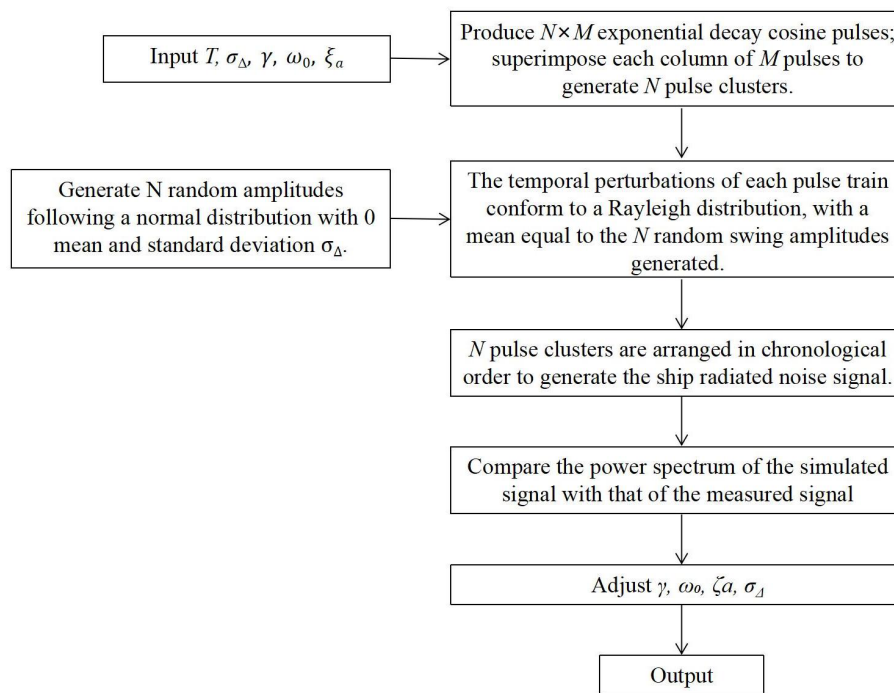 Input T, σ_Δ, γ, ω₀, ξ_a
Produce N×M exponential decay cosine pulses;
superimpose each column of M pulses to
generate N pulse clusters.
Generate N random amplitudes
following a normal distribution with 0
mean and standard deviation σ_Δ.
The temporal perturbations of each pulse train
conform to a Rayleigh distribution, with a
mean equal to the N random swing amplitudes
generated.
N pulse clusters are arranged in chronological
order to generate the ship radiated noise signal.
Compare the power spectrum of the simulated
signal with that of the measured signal
Adjust γ, ω₀, ζa, σ_Δ
Output